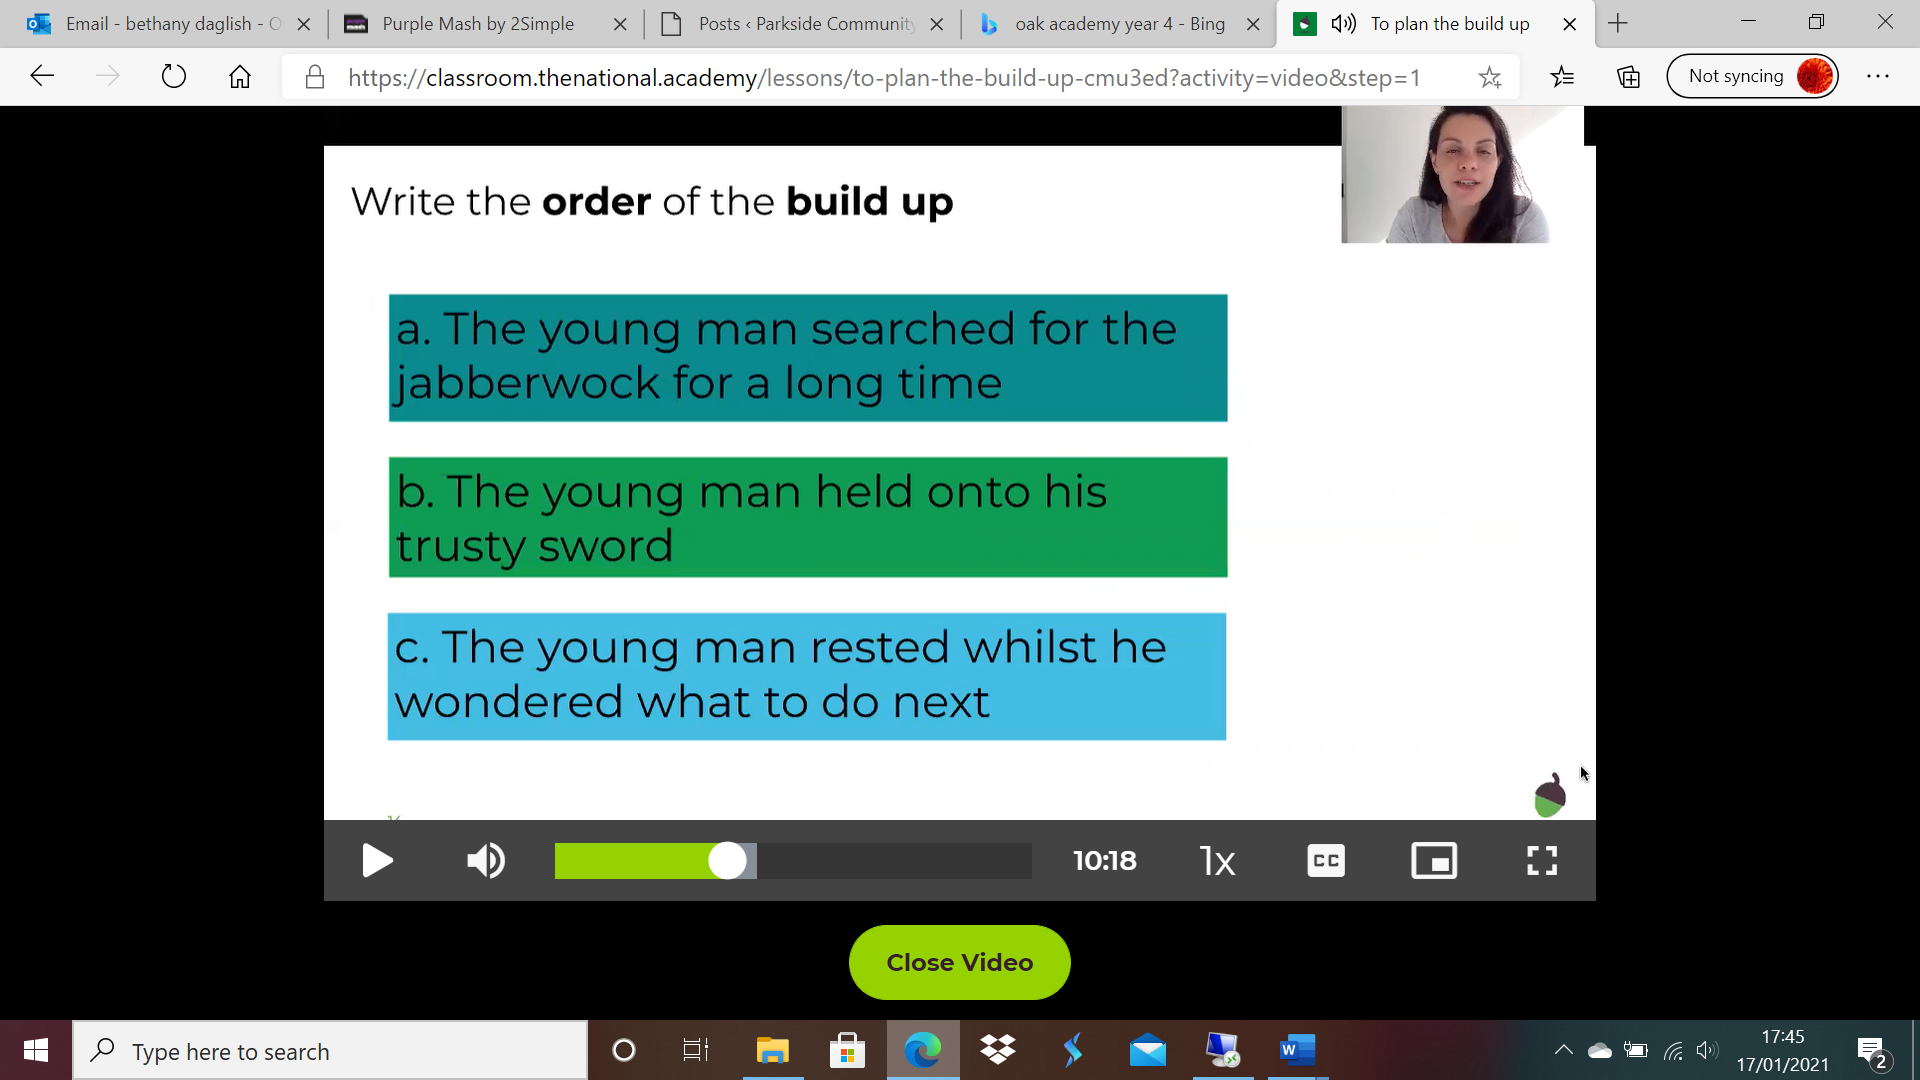 Email - bethany daglish - O
Purple Mash by 2Simple
Posts ‹ Parkside Community
oak academy year 4 - Bing
To plan the build up
https://classroom.thenational.academy/lessons/to-plan-the-build-up-cmu3ed?activity=video&step=1
Not syncing
Write the order of the build up
a. The young man searched for the
jabberwock for a long time
b. The young man held onto his
trusty sword
c. The young man rested whilst he
wondered what to do next
10:18
1x
CC
Close Video
Type here to search
17:45
17/01/2021
2